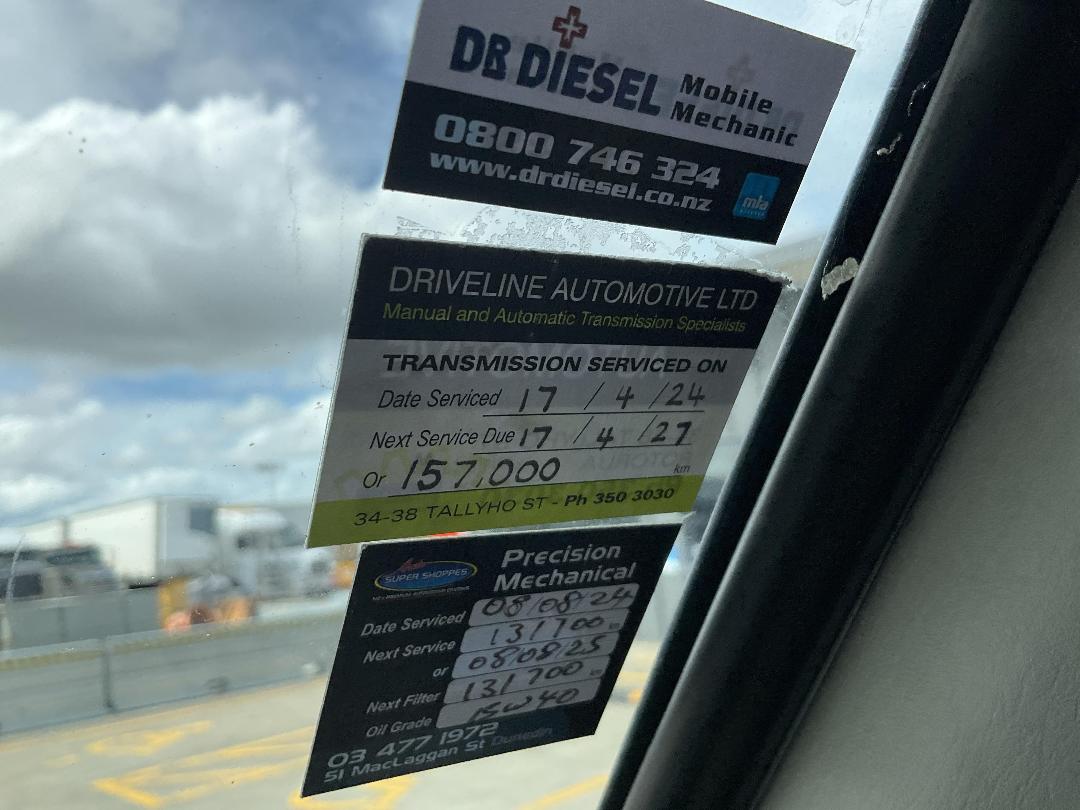 DR DIESEL Mobile Mechanic
0800 746 324
www.drdiesel.co.nz
mta
DRIVELINE AUTOMOTIVE LTD
Manual and Automatic Transmission Specialists
TRANSMISSION SERVICED ON
Date Serviced 17 / 4 / 24
Next Service Due 17 / 4 / 27
Or 157,000 km
34-38 TALLYHO ST - Ph 350 3030
SUPER SHOPPES
Precision
Mechanical
Date Serviced 08/08/24
Next Service 131700
or 08/08/25
Next Filter 131700
Oil Grade 15W40
03 477 1972
51 MacLaggan St Dunedin